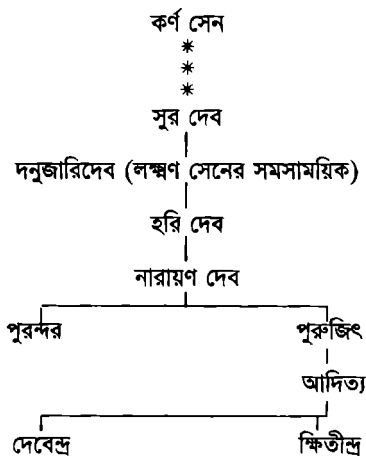 কর্ণ সেন
*
*
*
সুর দেব
দনুজারিদেব (লক্ষ্মণ সেনের সমসাময়িক)
হরি দেব
নারায়ণ দেব
পুরন্দর পুরুজিৎ
আদিত্য
দেবেন্দ্র ক্ষিতীন্দ্র